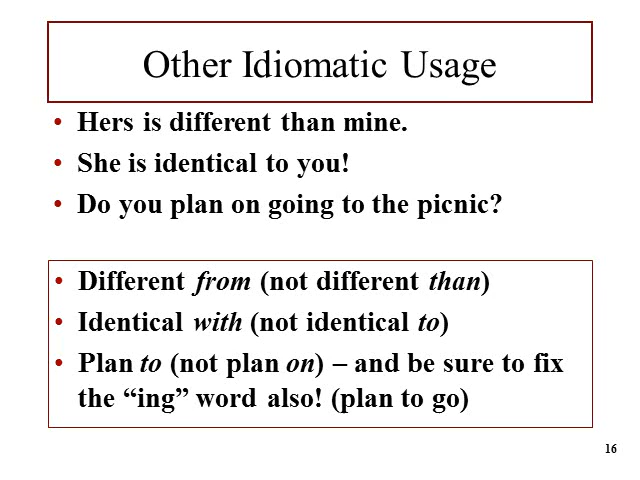 Other Idiomatic Usage
• Hers is different than mine.
• She is identical to you!
• Do you plan on going to the picnic?
• Different from (not different than)
• Identical with (not identical to)
• Plan to (not plan on) – and be sure to fix
the “ing” word also! (plan to go)
16